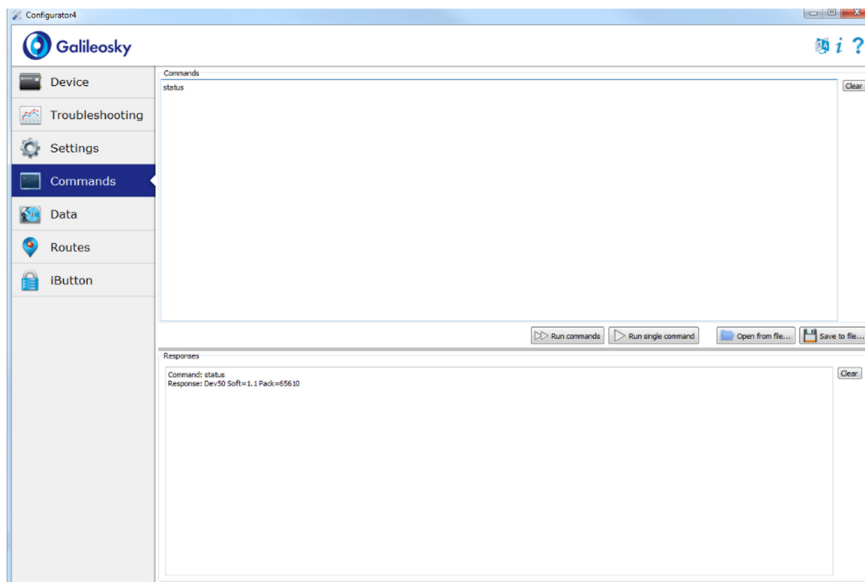 Configurator4
Galileosky
i ?
Device
Troubleshooting
Settings
Commands
Data
Routes
iButton
Commands
status
Clear
Run commands
Run single command
Open from file...
Save to file...
Responses
Command: status
Response: Dev50 Soft=1.1 Pack=65610
Clear